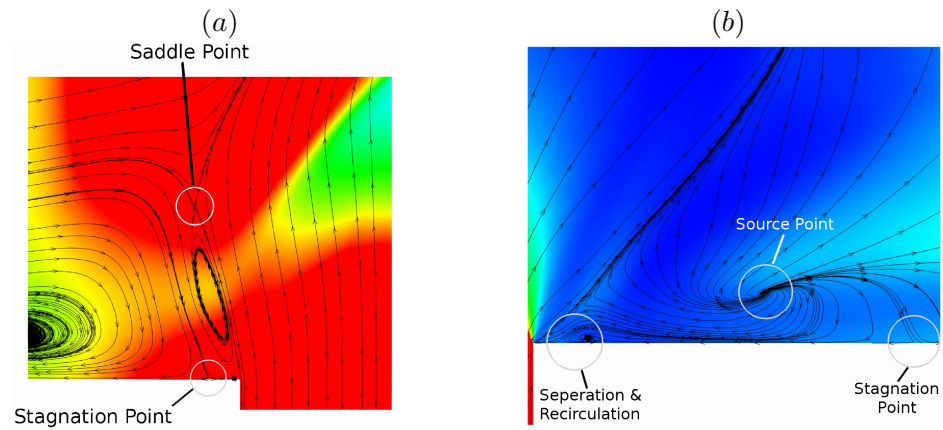 (a)
Saddle Point
Stagnation Point
(b)
Source Point
Seperation &
Recirculation
Stagnation
Point